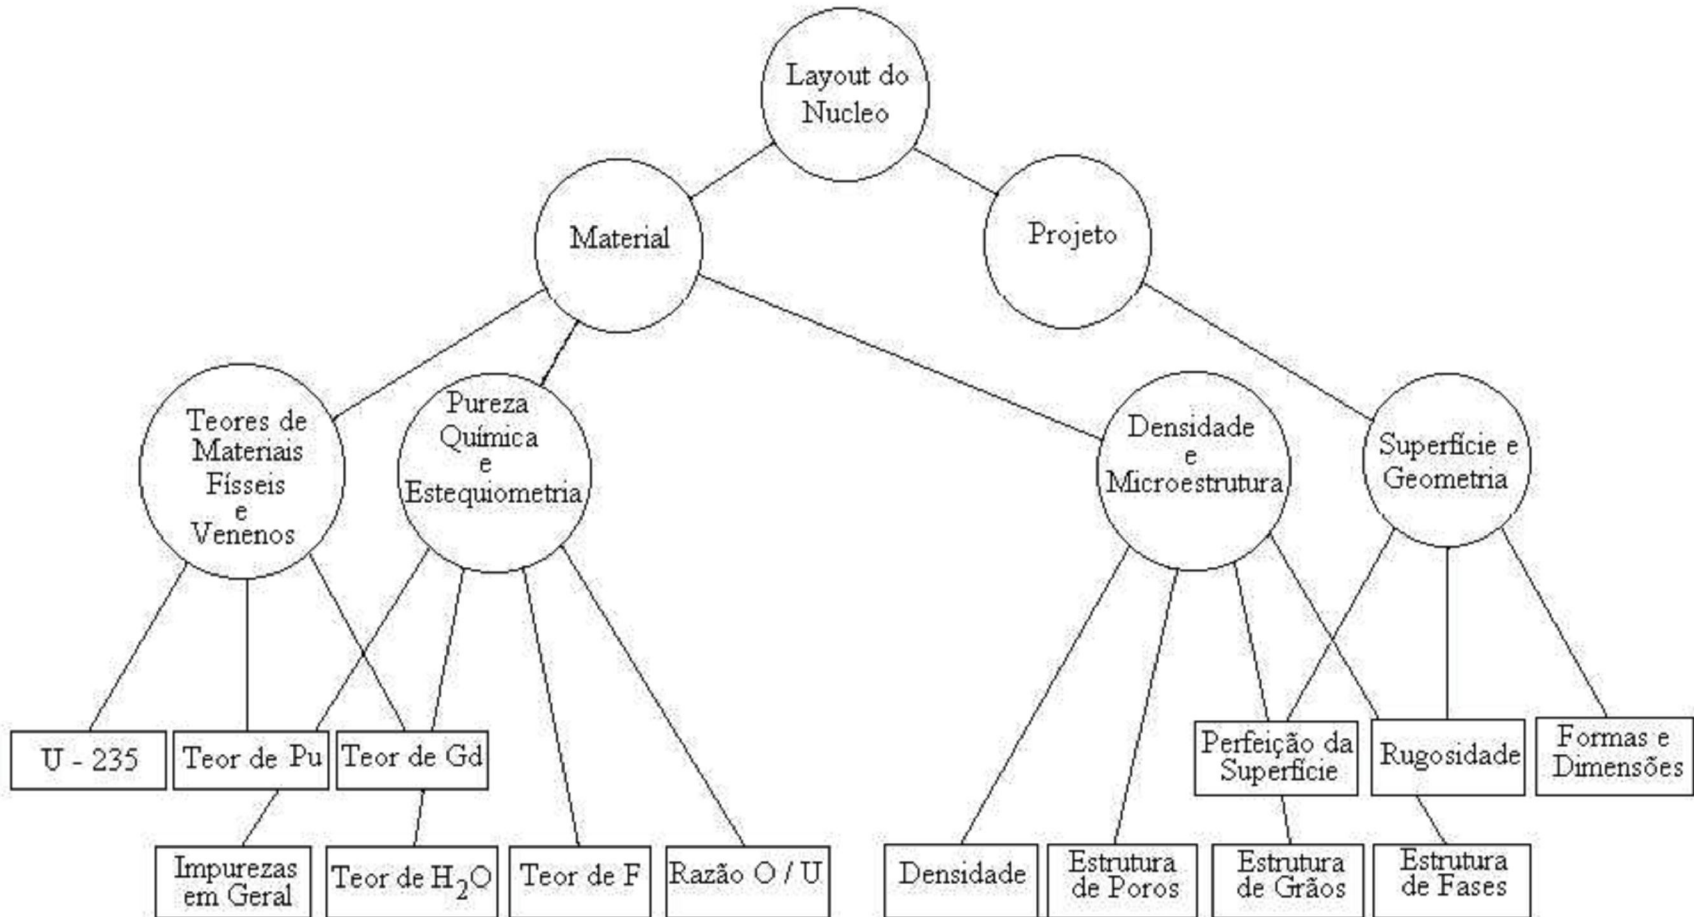 Layout do
Nucleo
Material
Projeto
Teores de
Materiais
Físseis
e
Venenos
Pureza
Química
e
Estequiometria
Densidade
e
Microestrutura
Superfície e
Geometria
U - 235
Teor de Pu
Teor de Gd
Perfeição da
Superfície
Rugosidade
Formas e
Dimensões
Impurezas
em Geral
Teor de H₂O
Teor de F
Razão O / U
Densidade
Estrutura
de Poros
Estrutura
de Grãos
Estrutura
de Fases